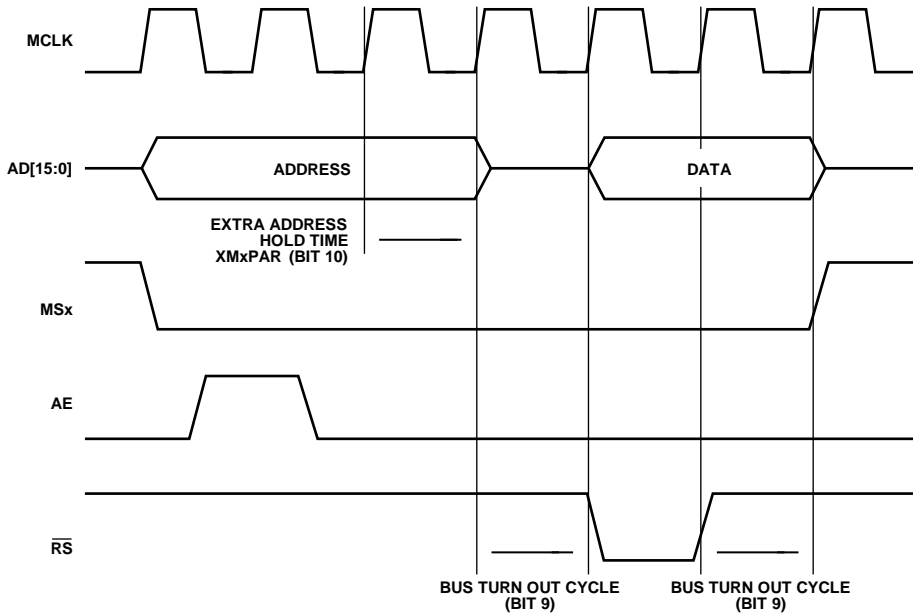 MCLK
AD[15:0]
ADDRESS
DATA
EXTRA ADDRESS
HOLD TIME
XMxPAR (BIT 10)
MSx
AE
RS
BUS TURN OUT CYCLE
(BIT 9)
BUS TURN OUT CYCLE
(BIT 9)